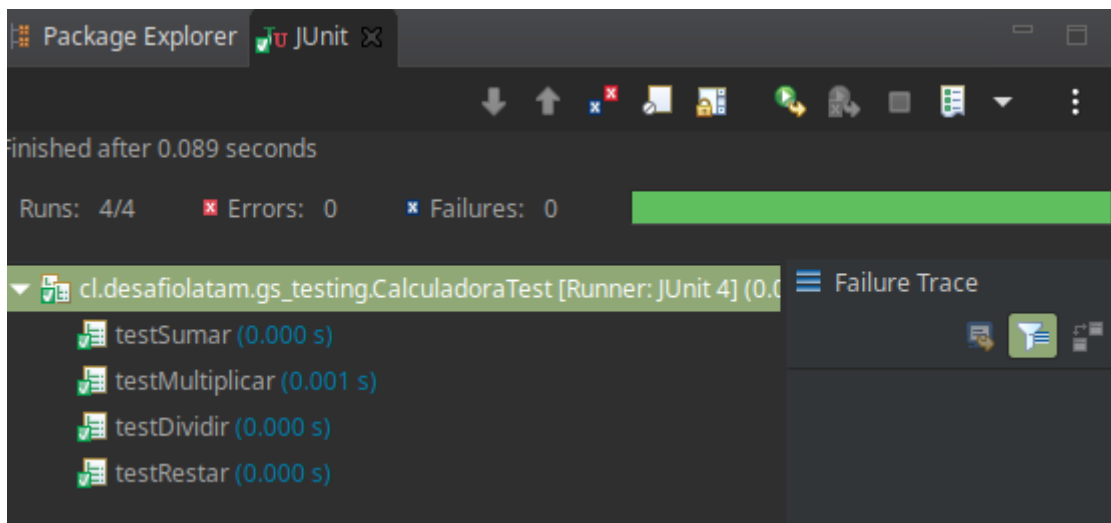 Package Explorer JUnit
Finished after 0.089 seconds
Runs: 4/4 Errors: 0 Failures: 0
cl.desafiolatam.gs_testing.CalculadoraTest [Runner: JUnit 4] (0.0
Failure Trace
testSumar (0.000 s)
testMultiplicar (0.001 s)
testDividir (0.000 s)
testRestar (0.000 s)